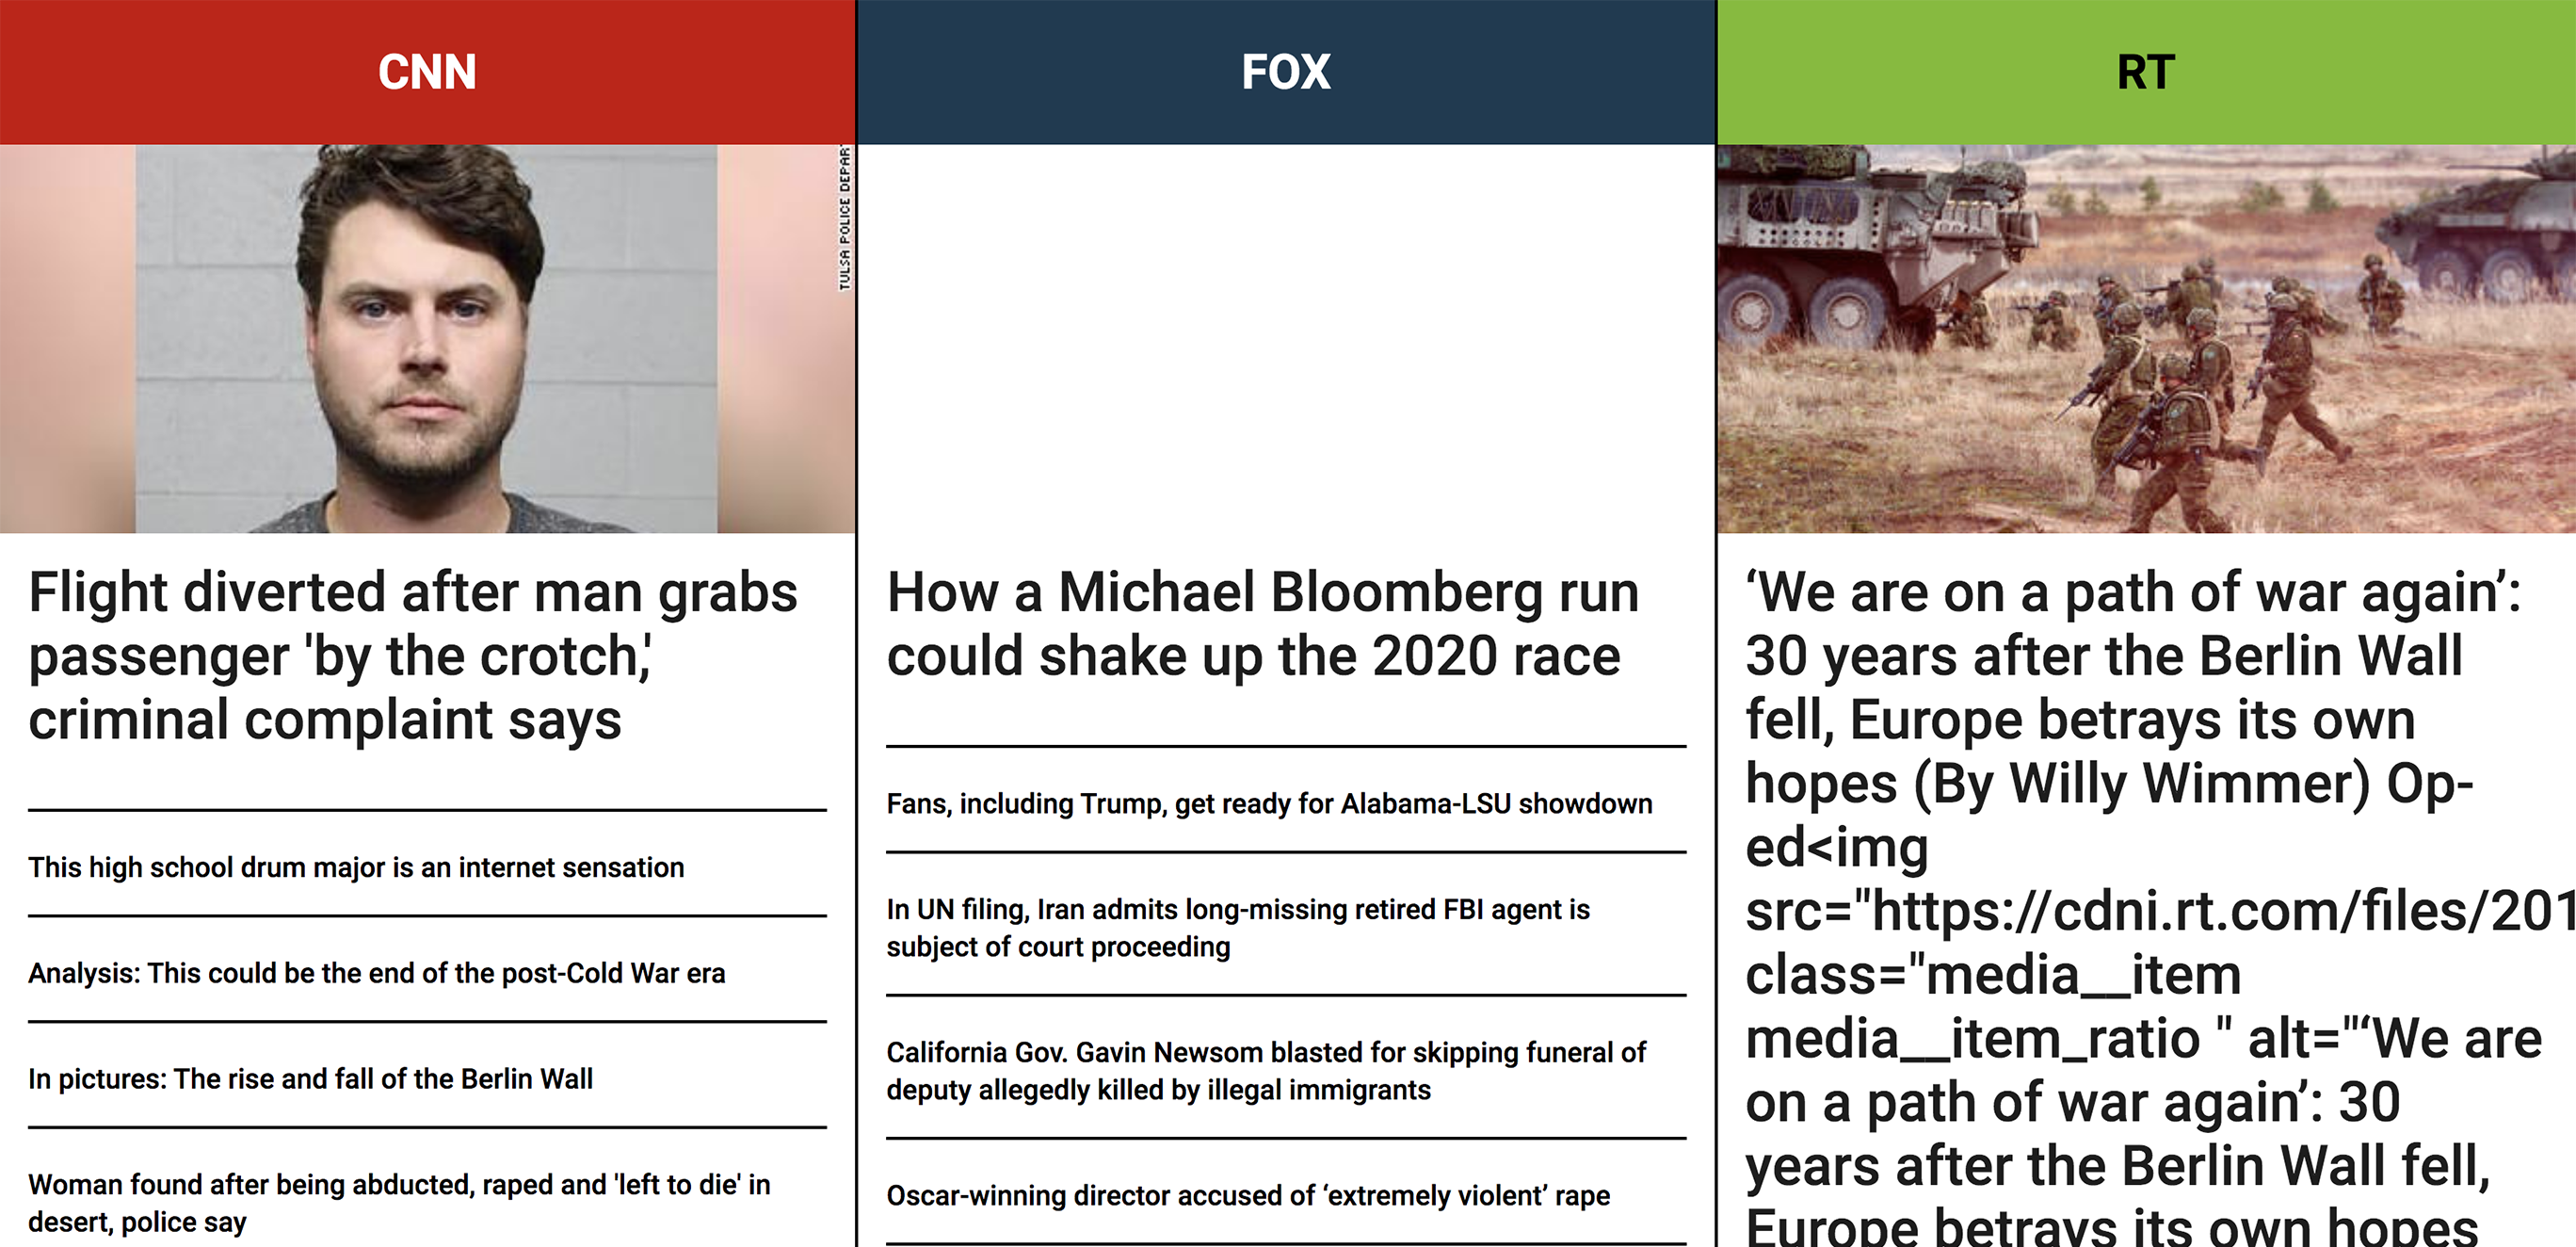 CNN
TULSA POLICE DEPAR
Flight diverted after man grabs
passenger 'by the crotch,'
criminal complaint says
This high school drum major is an internet sensation
Analysis: This could be the end of the post-Cold War era
In pictures: The rise and fall of the Berlin Wall
Woman found after being abducted, raped and 'left to die' in
desert, police say
FOX
How a Michael Bloomberg run
could shake up the 2020 race
Fans, including Trump, get ready for Alabama-LSU showdown
In UN filing, Iran admits long-missing retired FBI agent is
subject of court proceeding
California Gov. Gavin Newsom blasted for skipping funeral of
deputy allegedly killed by illegal immigrants
Oscar-winning director accused of ‘extremely violent’ rape
RT
‘We are on a path of war again’:
30 years after the Berlin Wall
fell, Europe betrays its own
hopes (By Willy Wimmer) Op-
ed<img
src="https://cdni.rt.com/files/201
class="media__item
media__item_ratio " alt="‘We are
on a path of war again’: 30
years after the Berlin Wall fell,
Europe betrays its own hopes